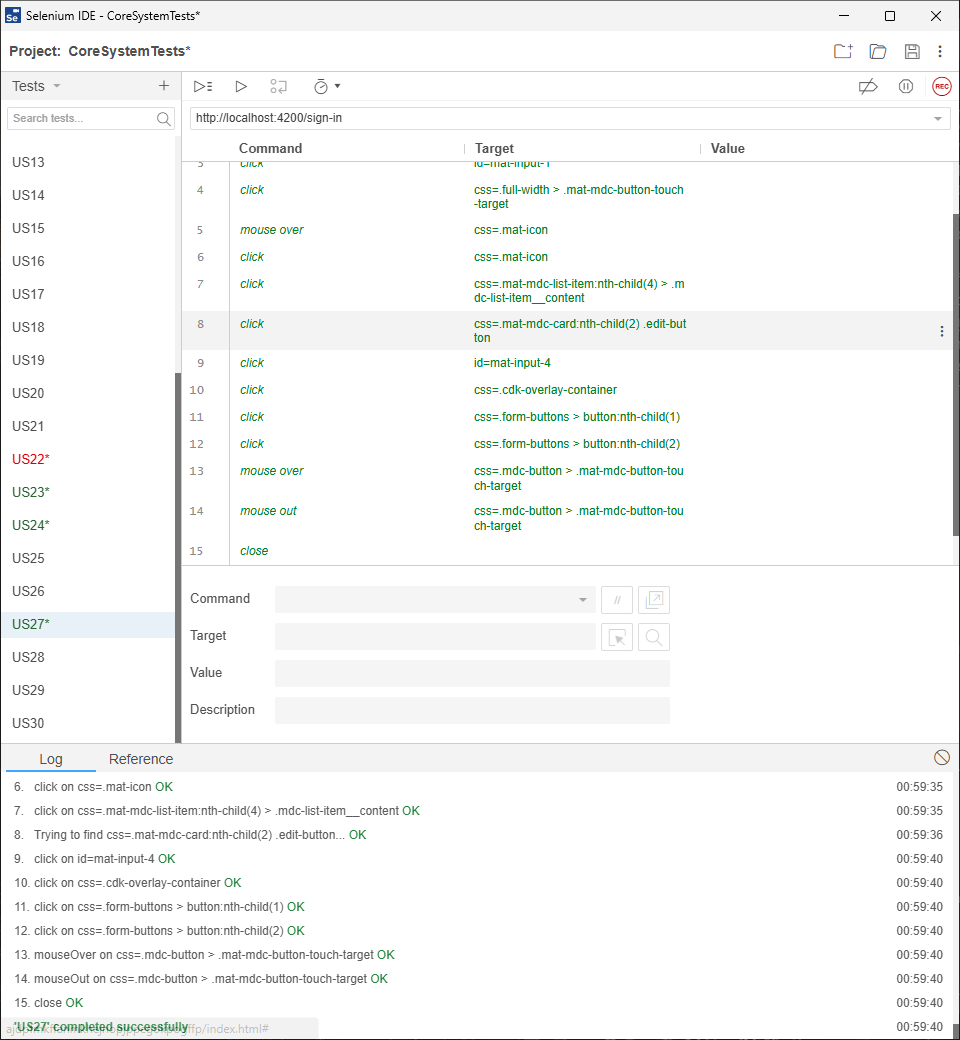 Selenium IDE - CoreSystemTests*
Project: CoreSystemTests*
Tests
REC
Search tests...
http://localhost:4200/sign-in
Command Target Value
US13
US14
US15
US16
US17
US18
US19
US20
US21
US22*
US23*
US24*
US25
US26
US27*
US28
US29
US30
3 click id=mat-input-1
4 click css=.full-width > .mat-mdc-button-touch
-target
5 mouse over css=.mat-icon
6 click css=.mat-icon
7 click css=.mat-mdc-list-item:nth-child(4) > .m
dc-list-item__content
8 click css=.mat-mdc-card:nth-child(2) .edit-but
ton
9 click id=mat-input-4
10 click css=.cdk-overlay-container
11 click css=.form-buttons > button:nth-child(1)
12 click css=.form-buttons > button:nth-child(2)
13 mouse over css=.mdc-button > .mat-mdc-button-tou
ch-target
14 mouse out css=.mdc-button > .mat-mdc-button-tou
ch-target
15 close
Command //
Target
Value
Description
Log Reference
6. click on css=.mat-icon OK 00:59:35
7. click on css=.mat-mdc-list-item:nth-child(4) > .mdc-list-item__content OK 00:59:35
8. Trying to find css=.mat-mdc-card:nth-child(2) .edit-button... OK 00:59:36
9. click on id=mat-input-4 OK 00:59:40
10. click on css=.cdk-overlay-container OK 00:59:40
11. click on css=.form-buttons > button:nth-child(1) OK 00:59:40
12. click on css=.form-buttons > button:nth-child(2) OK 00:59:40
13. mouseOver on css=.mdc-button > .mat-mdc-button-touch-target OK 00:59:40
14. mouseOut on css=.mdc-button > .mat-mdc-button-touch-target OK 00:59:40
15. close OK 00:59:40
'US27' completed successfully 00:59:40